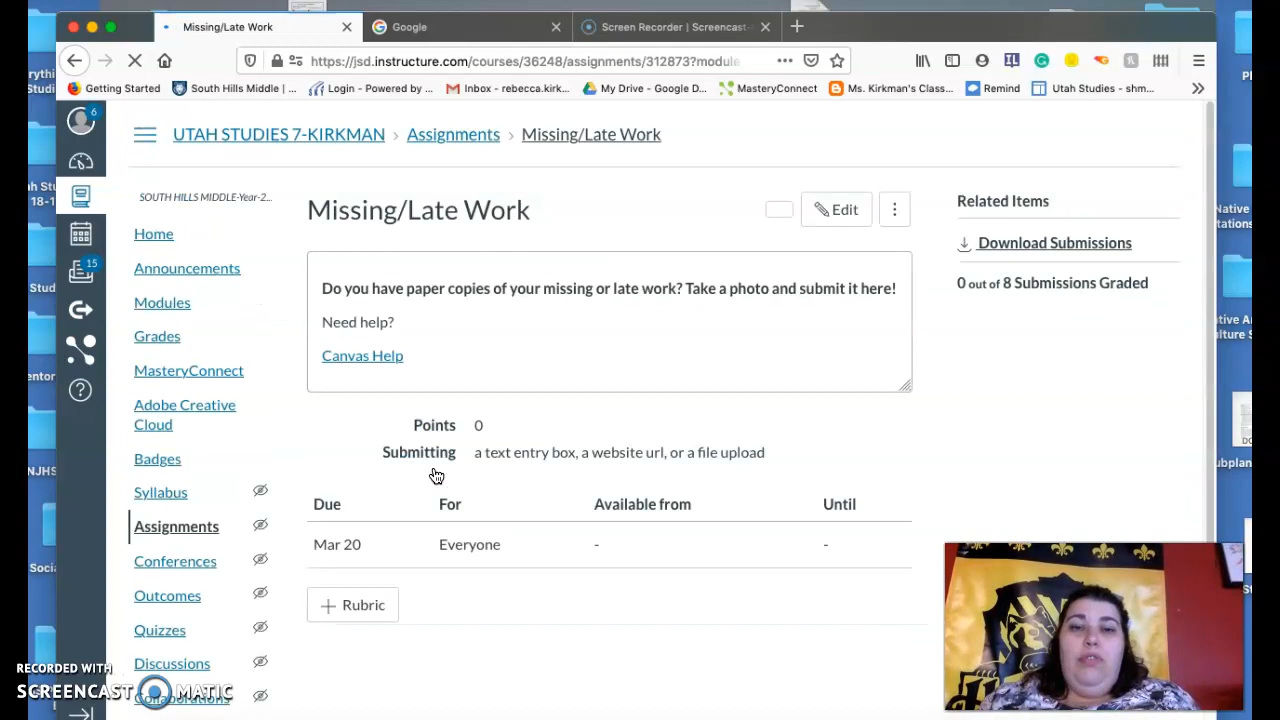 Missing/Late Work
Google
Screen Recorder | Screencast-
https://jsd.instructure.com/courses/36248/assignments/312873?module
Getting Started
South Hills Middle | ...
Login - Powered by ...
Inbox - rebecca.kirk...
My Drive - Google D...
MasteryConnect
Ms. Kirkman's Class...
Remind
Utah Studies - shm...
6
UTAH STUDIES 7-KIRKMAN > Assignments > Missing/Late Work
SOUTH HILLS MIDDLE-Year-2...
Home
Announcements
Modules
Grades
MasteryConnect
Adobe Creative
Cloud
Badges
Syllabus
Assignments
Conferences
Outcomes
Quizzes
Discussions
Collaborations
15
Missing/Late Work
Edit
Do you have paper copies of your missing or late work? Take a photo and submit it here!
Need help?
Canvas Help
Points 0
Submitting a text entry box, a website url, or a file upload
Due For Available from Until
Mar 20 Everyone - -
+ Rubric
Related Items
Download Submissions
0 out of 8 Submissions Graded
RECORDED WITH
SCREENCAST MATIC